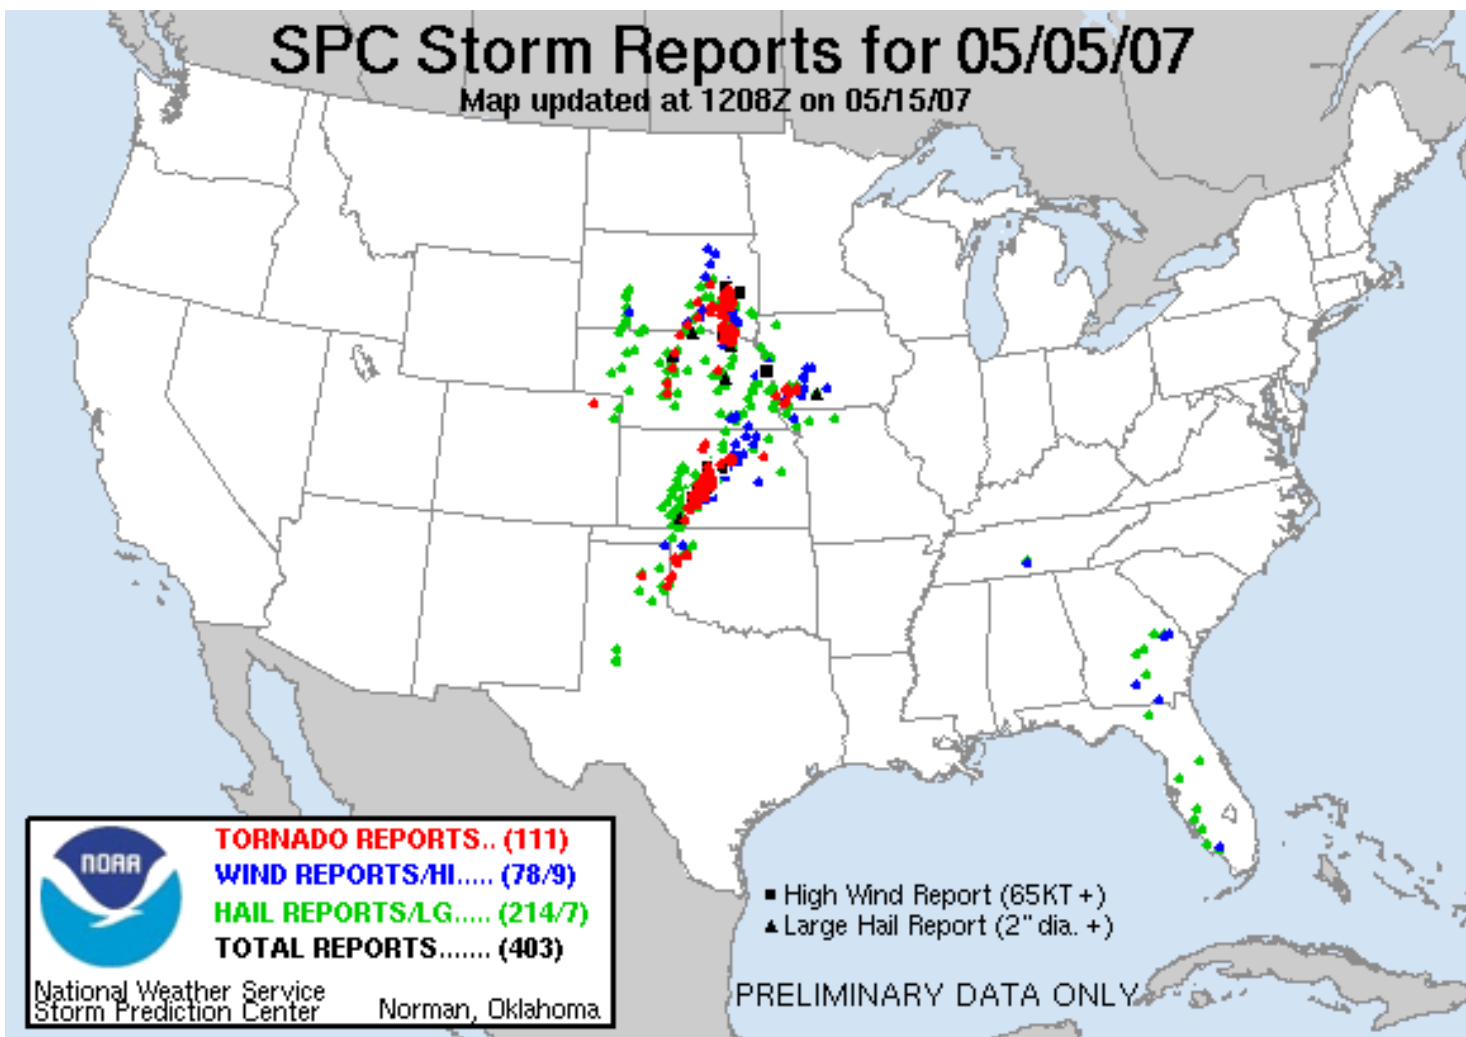 SPC Storm Reports for 05/05/07
Map updated at 1208Z on 05/15/07
NOAA
TORNADO REPORTS.. (111)
WIND REPORTS/HI..... (78/9)
HAIL REPORTS/LG..... (214/7)
TOTAL REPORTS....... (403)
National Weather Service
Storm Prediction Center Norman, Oklahoma
High Wind Report (65KT +)
Large Hail Report (2" dia. +)
PRELIMINARY DATA ONLY